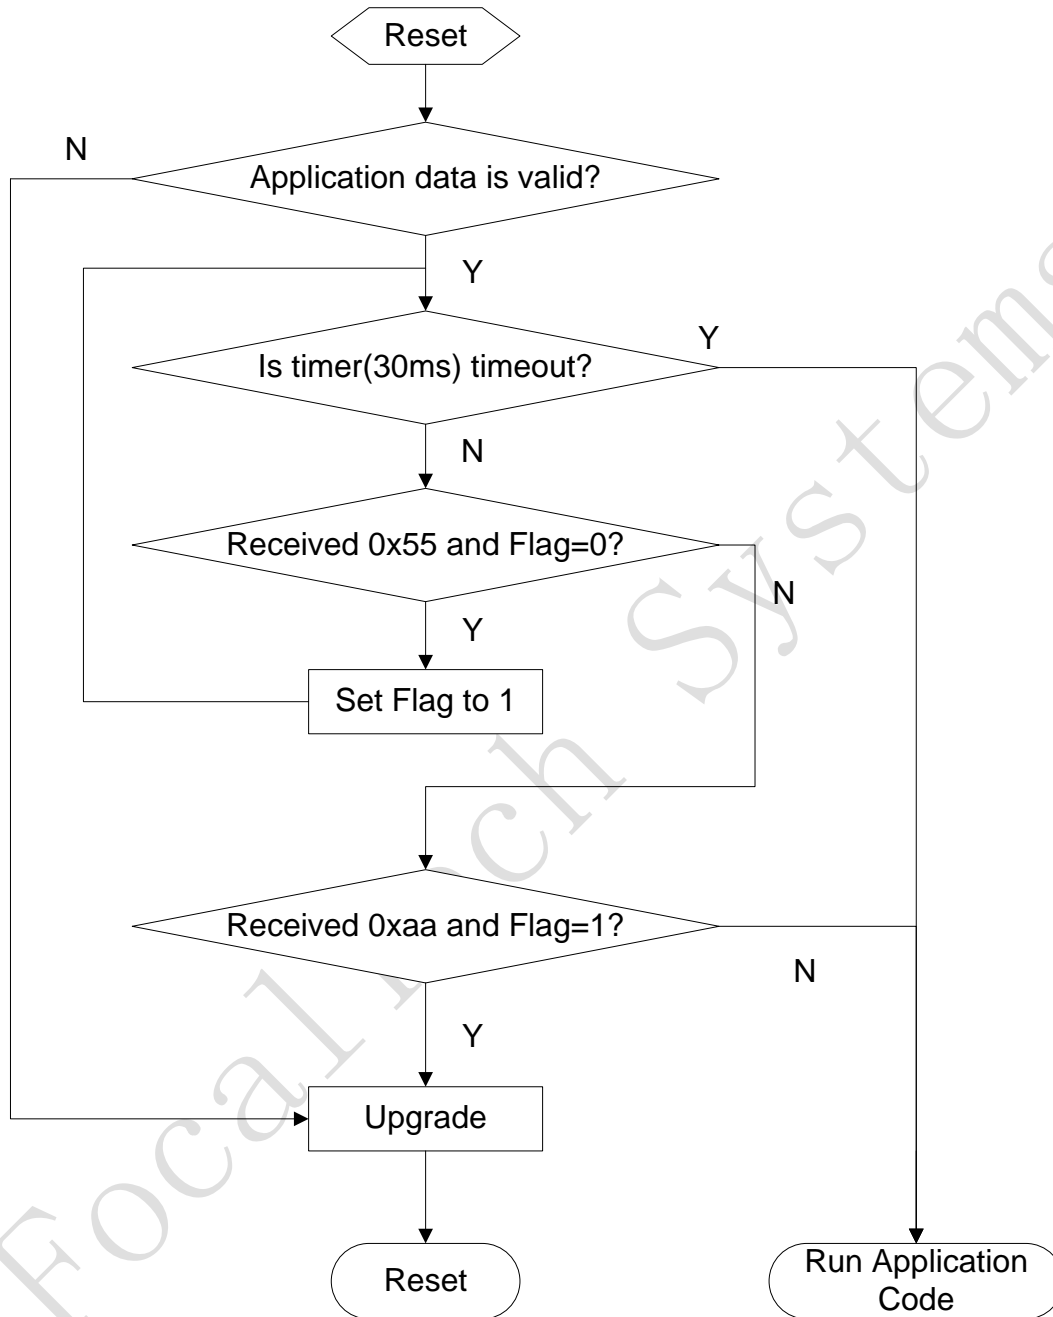 Reset
N
Application data is valid?
Y
Y
Is timer(30ms) timeout?
N
Received 0x55 and Flag=0?
N
Y
Set Flag to 1
Received 0xaa and Flag=1?
N
Y
Upgrade
Reset
Run Application
Code